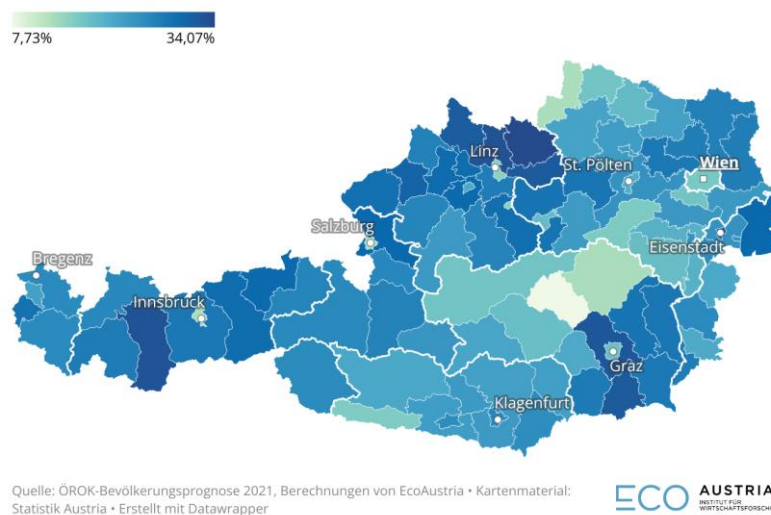 7,73% 34,07%
Linz
St. Pölten
Wien
Salzburg
Eisenstadt
Bregenz
Innsbruck
Graz
Klagenfurt
Quelle: ÖROK-Bevölkerungsprognose 2021, Berechnungen von EcoAustria • Kartenmaterial:
Statistik Austria • Erstellt mit Datawrapper
ECO AUSTRIA
INSTITUT FÜR
WIRTSCHAFTSFORSCHUNG